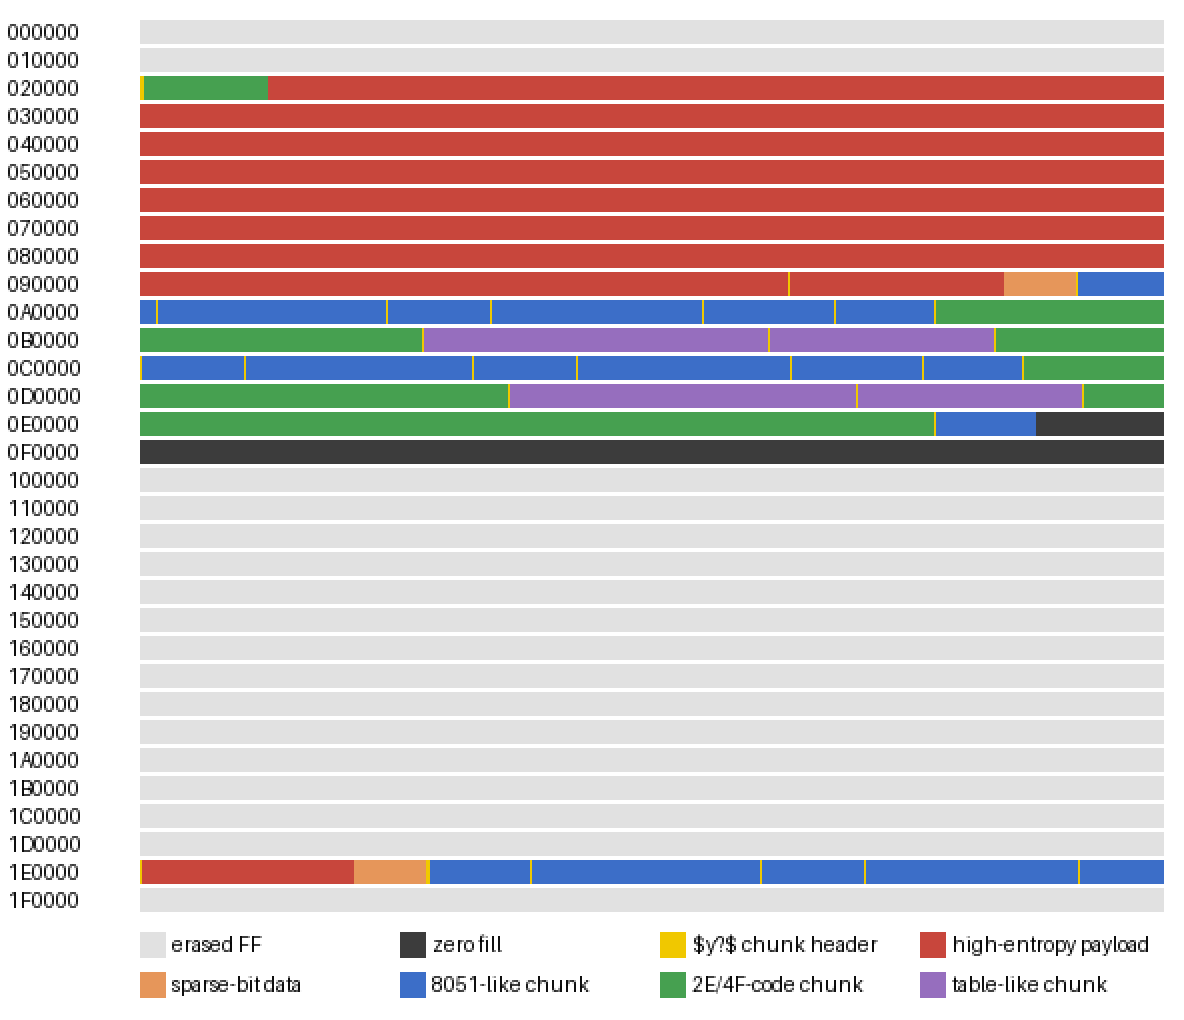 000000
010000
020000
030000
040000
050000
060000
070000
080000
090000
0A0000
0B0000
0C0000
0D0000
0E0000
0F0000
100000
110000
120000
130000
140000
150000
160000
170000
180000
190000
1A0000
1B0000
1C0000
1D0000
1E0000
1F0000
erased FF zero fill $y?$ chunk header high-entropy payload
sparse-bit data 8051-like chunk 2E/4F-code chunk table-like chunk